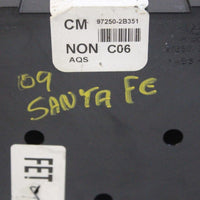 CM 97250-2B351
NON C06
AQS
09
SANTA FE
FET